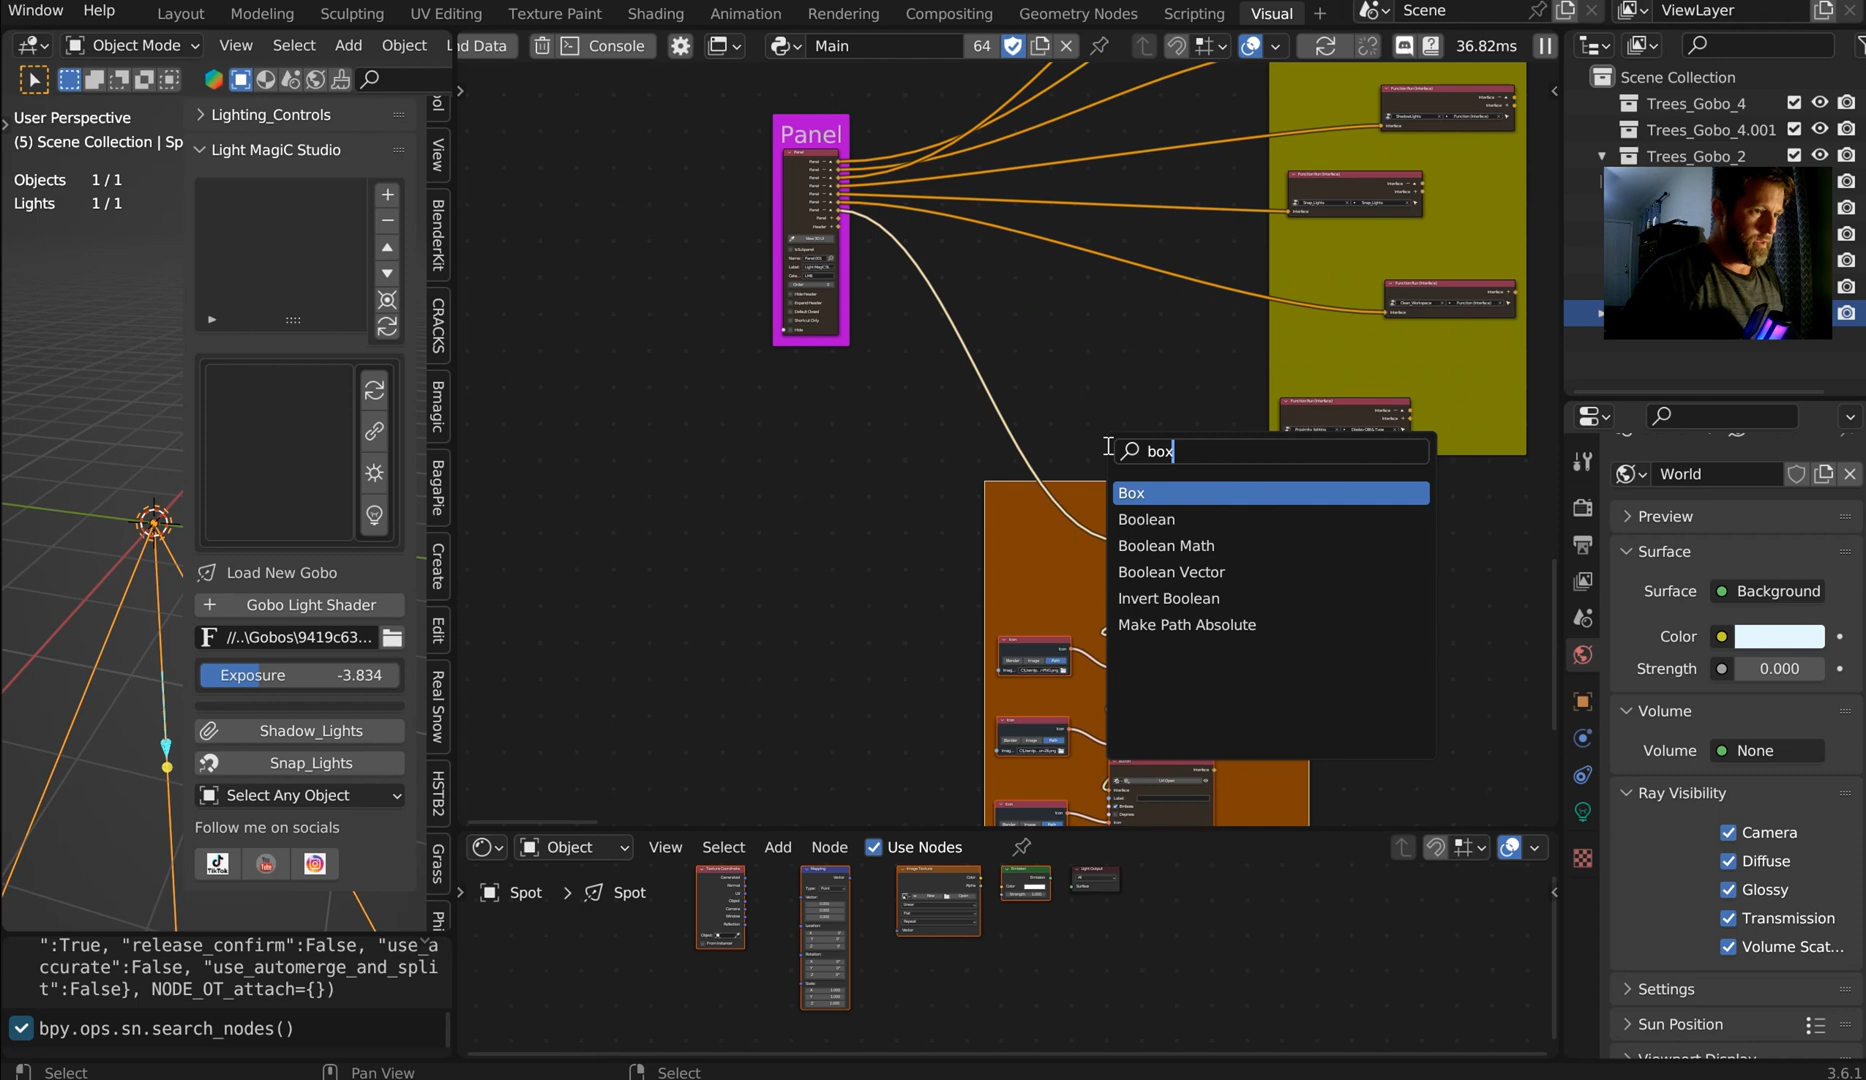 Window Help
Layout Modeling Sculpting UV Editing Texture Paint Shading Animation Rendering Compositing Geometry Nodes Scripting Visual +
Scene
ViewLayer
Object Mode View Select Add Object
nd Data Console Main 64 36.82ms
User Perspective
(5) Scene Collection | Sp
Objects 1 / 1
Lights 1 / 1
Lighting_Controls
Light MagiC Studio
Load New Gobo
Gobo Light Shader
F //..\Gobos\9419c63...
Exposure -3.834
Shadow_Lights
Snap_Lights
Select Any Object
Follow me on socials
TikTok
ool
View
BlenderKit
CRACKS
Bmagic
BagaPie
Create
Edit
Real Snow
HSTB2
Grass
Phi
":True, "release_confirm":False, "use_a
ccurate":False, "use_automerge_and_spli
t":False}, NODE_OT_attach={})
bpy.ops.sn.search_nodes()
Panel
box
Box
Boolean
Boolean Math
Boolean Vector
Invert Boolean
Make Path Absolute
Object View Select Add Node Use Nodes
Spot > Spot
Scene Collection
Trees_Gobo_4
Trees_Gobo_4.001
Trees_Gobo_2
World
Preview
Surface
Surface Background
Color
Strength 0.000
Volume
Volume None
Ray Visibility
Camera
Diffuse
Glossy
Transmission
Volume Scat...
Settings
Sun Position
Viewport Display
Select Pan View Select 3.6.1